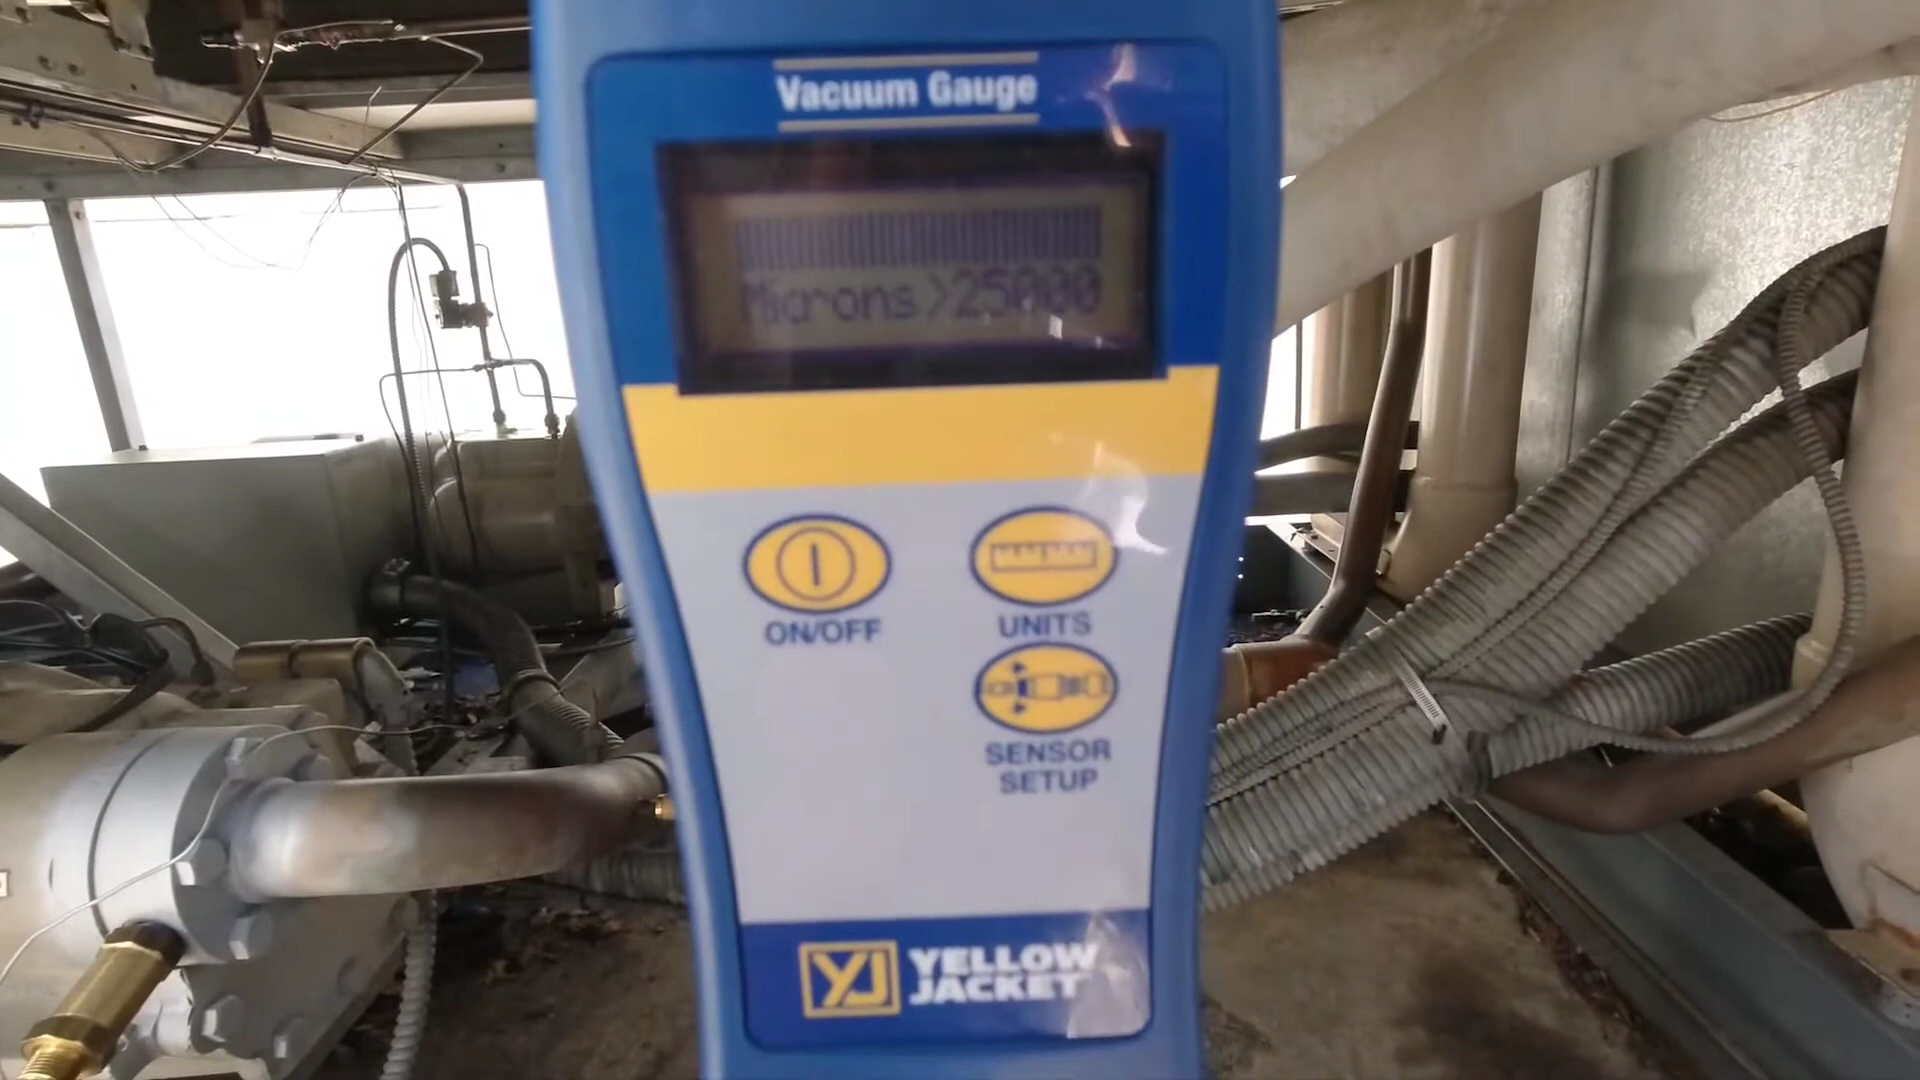 Vacuum Gauge
Microns >25000
ON/OFF
UNITS
SENSOR
SETUP
YJ YELLOW
JACKET